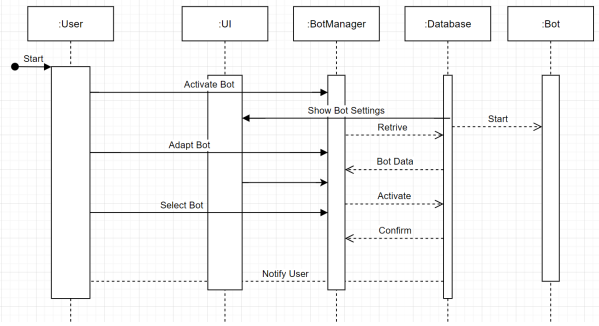 :User
:UI
:BotManager
:Database
:Bot
Start
Activate Bot
Show Bot Settings
Start
Retrive
Adapt Bot
Bot Data
Activate
Select Bot
Confirm
Notify User